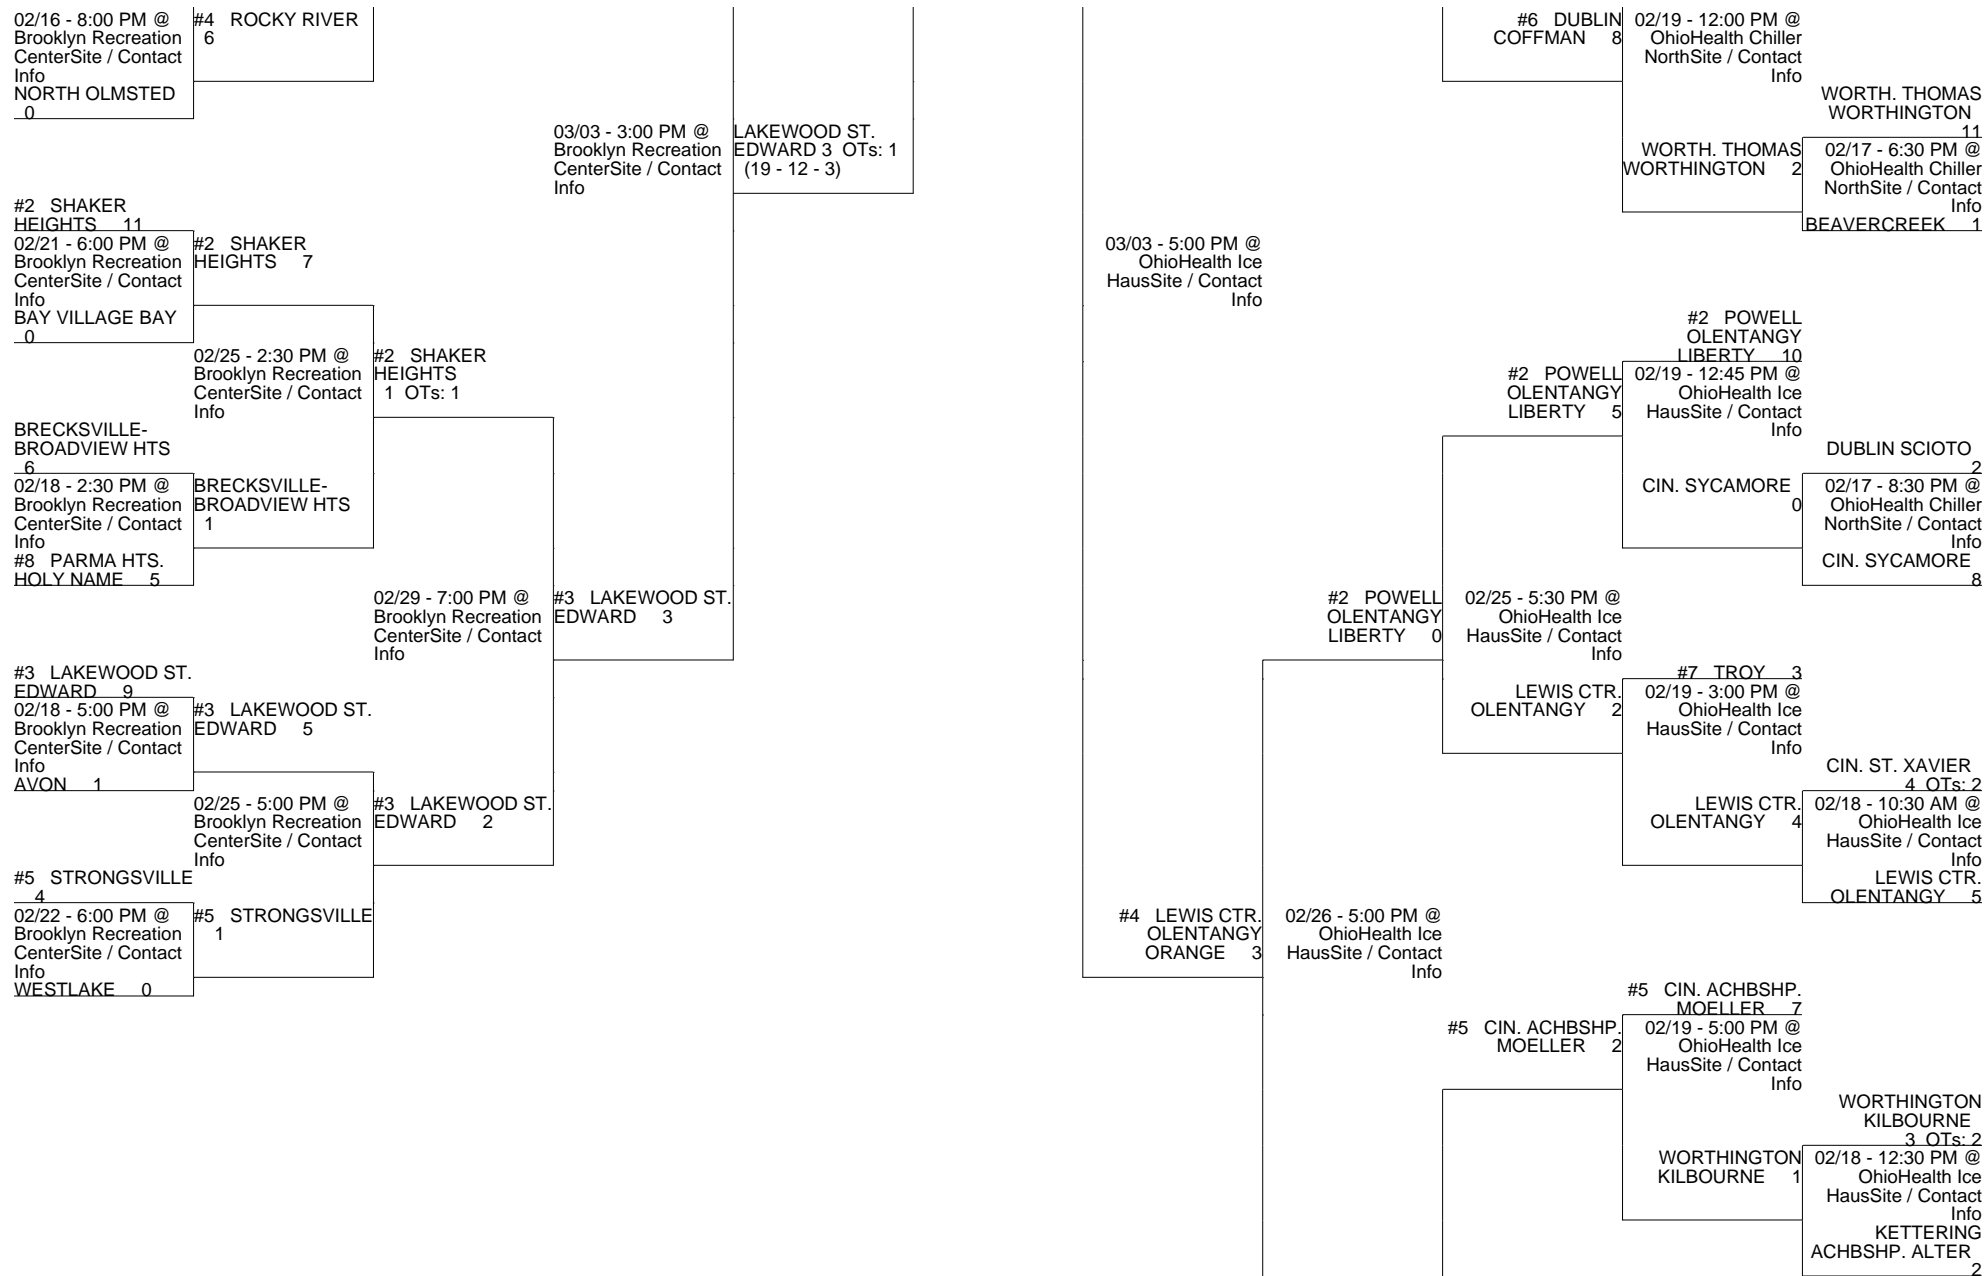 02/16 - 8:00 PM @
Brooklyn Recreation
CenterSite / Contact
Info
NORTH OLMSTED
0
#4 ROCKY RIVER
6
#2 SHAKER
HEIGHTS 11
02/21 - 6:00 PM @
Brooklyn Recreation
CenterSite / Contact
Info
BAY VILLAGE BAY
0
#2 SHAKER
HEIGHTS 7
BRECKSVILLE-
BROADVIEW HTS
6
02/18 - 2:30 PM @
Brooklyn Recreation
CenterSite / Contact
Info
#8 PARMA HTS.
HOLY NAME 5
02/25 - 2:30 PM @
Brooklyn Recreation
CenterSite / Contact
Info
BRECKSVILLE-
BROADVIEW HTS
1
#2 SHAKER
HEIGHTS
1 OTs: 1
#3 LAKEWOOD ST.
EDWARD 9
02/18 - 5:00 PM @
Brooklyn Recreation
CenterSite / Contact
Info
AVON 1
#3 LAKEWOOD ST.
EDWARD 5
#5 STRONGSVILLE
4
02/22 - 6:00 PM @
Brooklyn Recreation
CenterSite / Contact
Info
WESTLAKE 0
02/25 - 5:00 PM @
Brooklyn Recreation
CenterSite / Contact
Info
#5 STRONGSVILLE
1
02/29 - 7:00 PM @
Brooklyn Recreation
CenterSite / Contact
Info
#3 LAKEWOOD ST.
EDWARD 2
03/03 - 3:00 PM @
Brooklyn Recreation
CenterSite / Contact
Info
#3 LAKEWOOD ST.
EDWARD 3
LAKEWOOD ST.
EDWARD 3 OTs: 1
(19 - 12 - 3)
03/03 - 5:00 PM @
OhioHealth Ice
HausSite / Contact
Info
#4 LEWIS CTR.
OLENTANGY
ORANGE 3
#2 POWELL
OLENTANGY
LIBERTY 0
02/26 - 5:00 PM @
OhioHealth Ice
HausSite / Contact
Info
#6 DUBLIN
COFFMAN 8
02/19 - 12:00 PM @
OhioHealth Chiller
NorthSite / Contact
Info
WORTH. THOMAS
WORTHINGTON 2
WORTH. THOMAS
WORTHINGTON
11
02/17 - 6:30 PM @
OhioHealth Chiller
NorthSite / Contact
Info
BEAVERCREEK 1
#2 POWELL
OLENTANGY
LIBERTY 5
#2 POWELL
OLENTANGY
LIBERTY 10
02/19 - 12:45 PM @
OhioHealth Ice
HausSite / Contact
Info
CIN. SYCAMORE
0
DUBLIN SCIOTO
2
02/17 - 8:30 PM @
OhioHealth Chiller
NorthSite / Contact
Info
CIN. SYCAMORE
8
02/25 - 5:30 PM @
OhioHealth Ice
HausSite / Contact
Info
LEWIS CTR.
OLENTANGY 2
#7 TROY 3
02/19 - 3:00 PM @
OhioHealth Ice
HausSite / Contact
Info
LEWIS CTR.
OLENTANGY 4
CIN. ST. XAVIER
4 OTs: 2
02/18 - 10:30 AM @
OhioHealth Ice
HausSite / Contact
Info
LEWIS CTR.
OLENTANGY 5
#5 CIN. ACHBSHP.
MOELLER 2
#5 CIN. ACHBSHP.
MOELLER 7
02/19 - 5:00 PM @
OhioHealth Ice
HausSite / Contact
Info
WORTHINGTON
KILBOURNE 1
WORTHINGTON
KILBOURNE
3 OTs: 2
02/18 - 12:30 PM @
OhioHealth Ice
HausSite / Contact
Info
KETTERING
ACHBSHP. ALTER
2